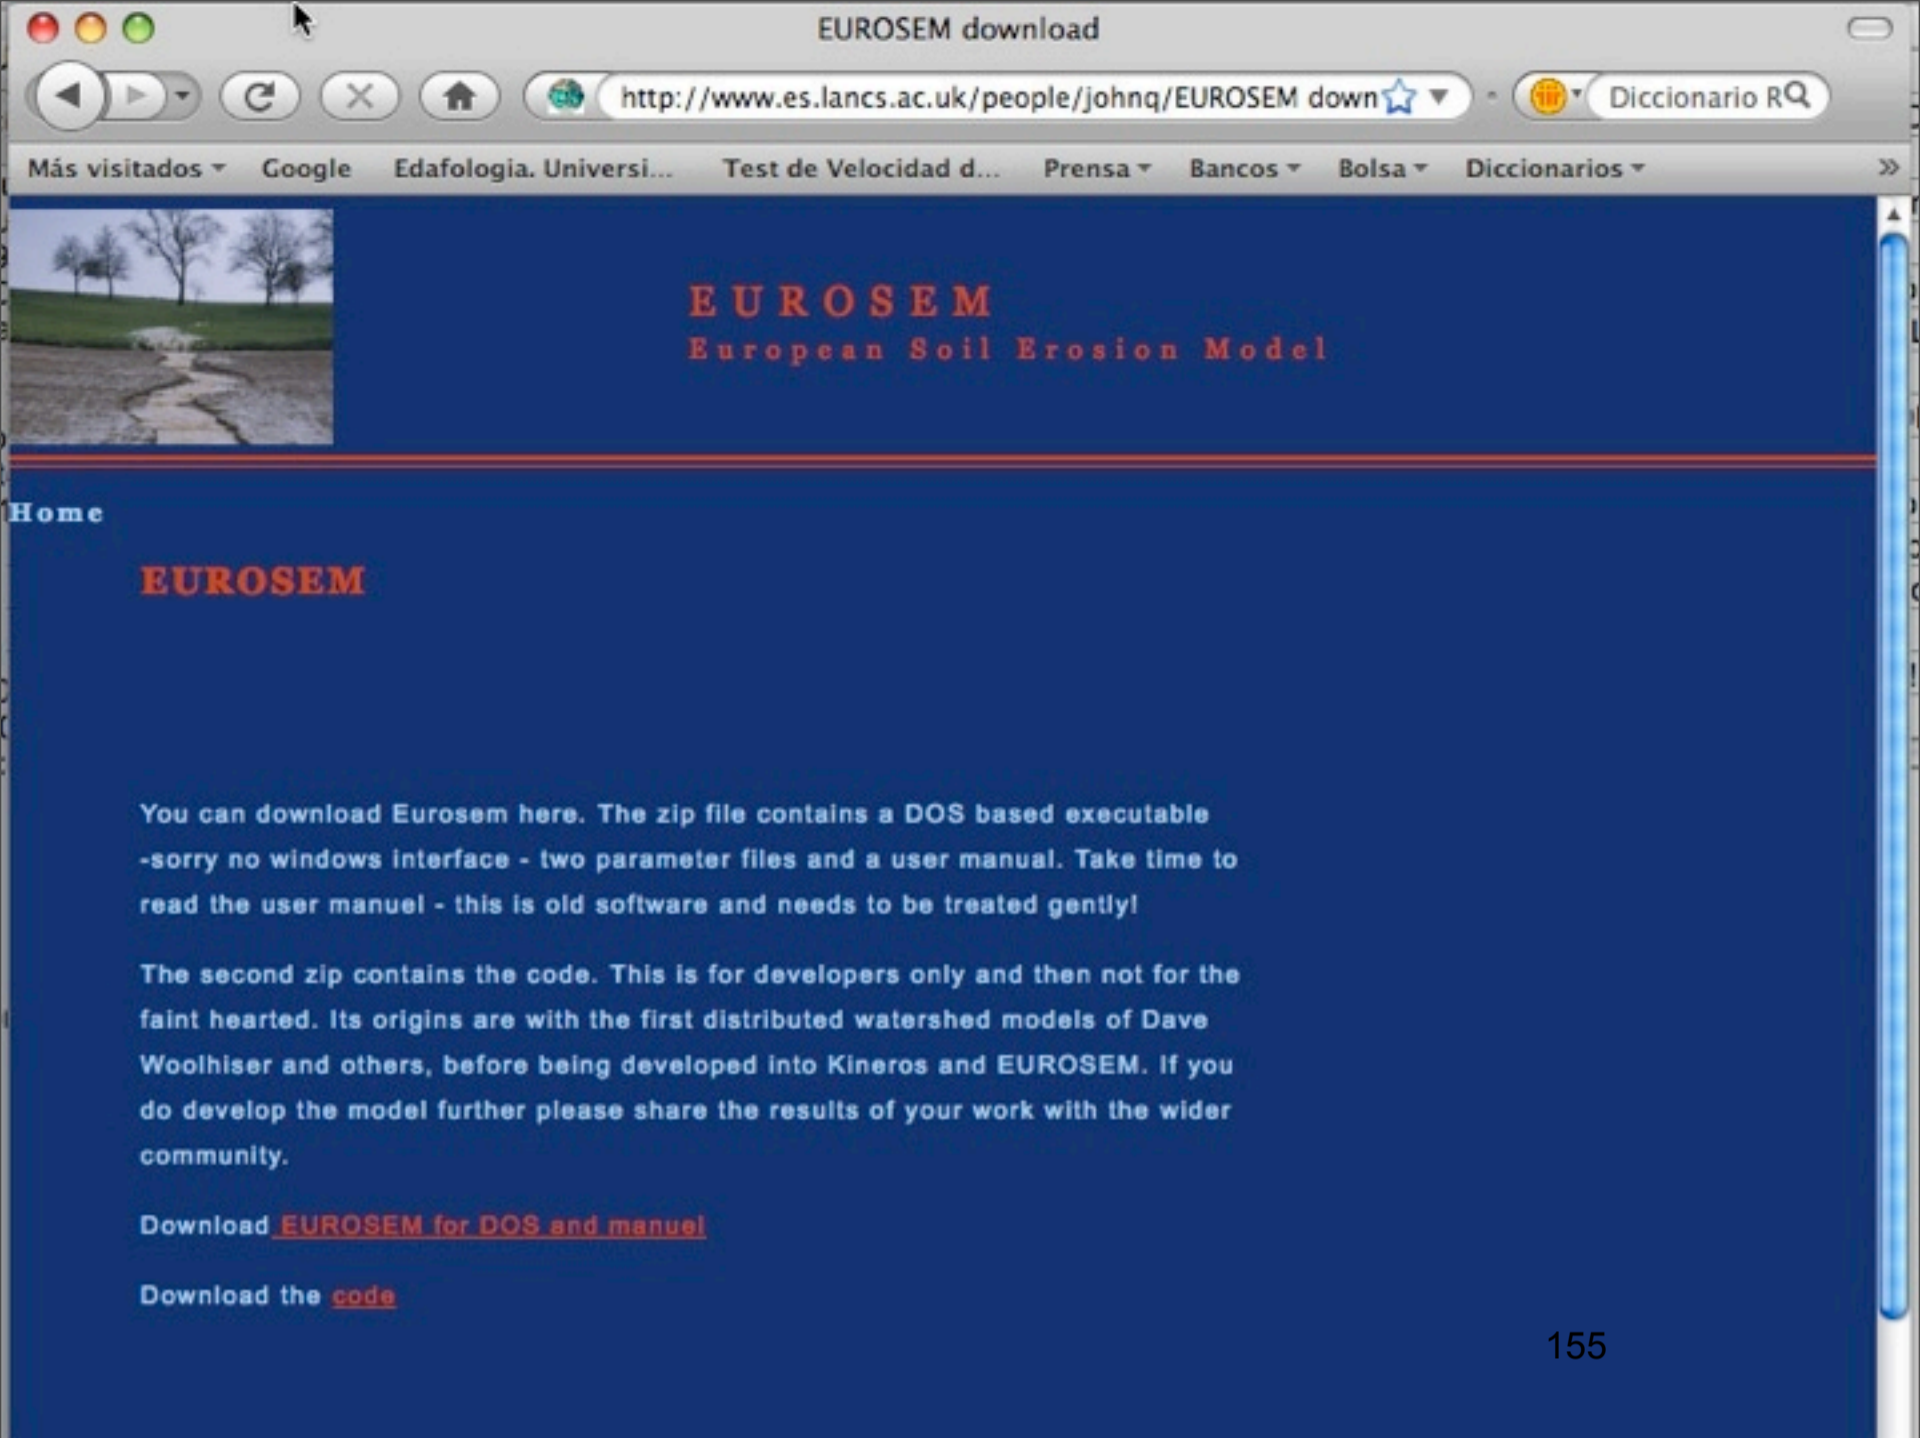 EUROSEM download
http://www.es.lancs.ac.uk/people/johnq/EUROSEM down
Diccionario R
Más visitados Google Edafologia. Universi... Test de Velocidad d... Prensa Bancos Bolsa Diccionarios
EUROSEM
European Soil Erosion Model
Home
EUROSEM
You can download Eurosem here. The zip file contains a DOS based executable
-sorry no windows interface - two parameter files and a user manual. Take time to
read the user manuel - this is old software and needs to be treated gently!
The second zip contains the code. This is for developers only and then not for the
faint hearted. Its origins are with the first distributed watershed models of Dave
Woolhiser and others, before being developed into Kineros and EUROSEM. If you
do develop the model further please share the results of your work with the wider
community.
Download EUROSEM for DOS and manuel
Download the code
155